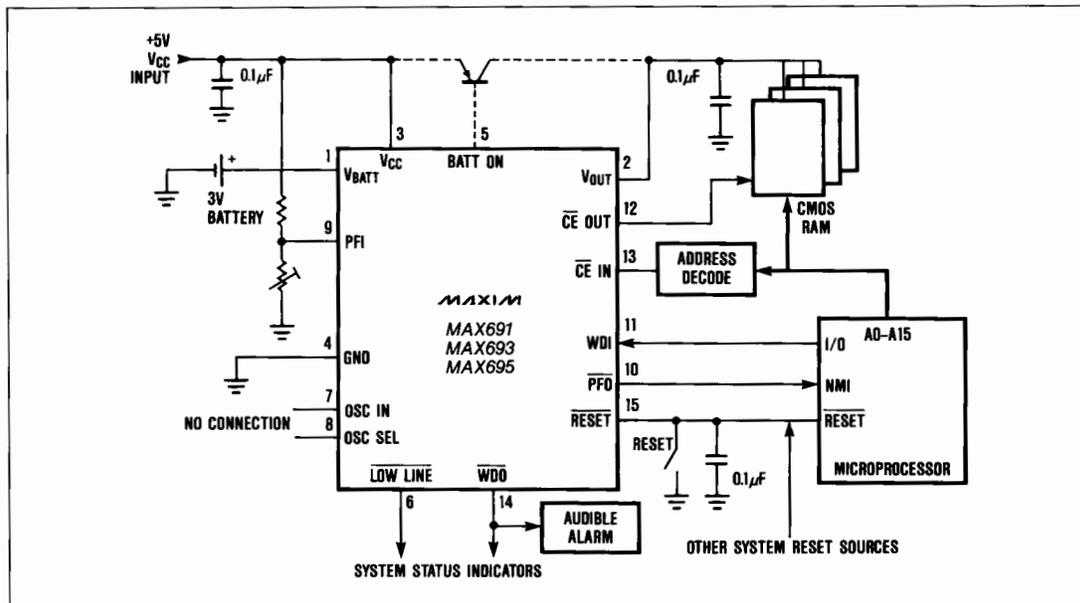 +5V
VCC
INPUT
0.1µF
0.1µF
3
5
1
VCC
BATT ON
2
VBATT
VOUT
3V
BATTERY
12
CE OUT
CMOS
RAM
9
PFI
13
CE IN
ADDRESS
DECODE
MAXIM
MAX691
MAX693
MAX695
11
WDI
I/O
A0-A15
4
GND
10
PFO
NMI
7
OSC IN
NO CONNECTION
8
OSC SEL
15
RESET
RESET
RESET
0.1µF
MICROPROCESSOR
LOW LINE
WDO
6
14
AUDIBLE
ALARM
OTHER SYSTEM RESET SOURCES
SYSTEM STATUS INDICATORS